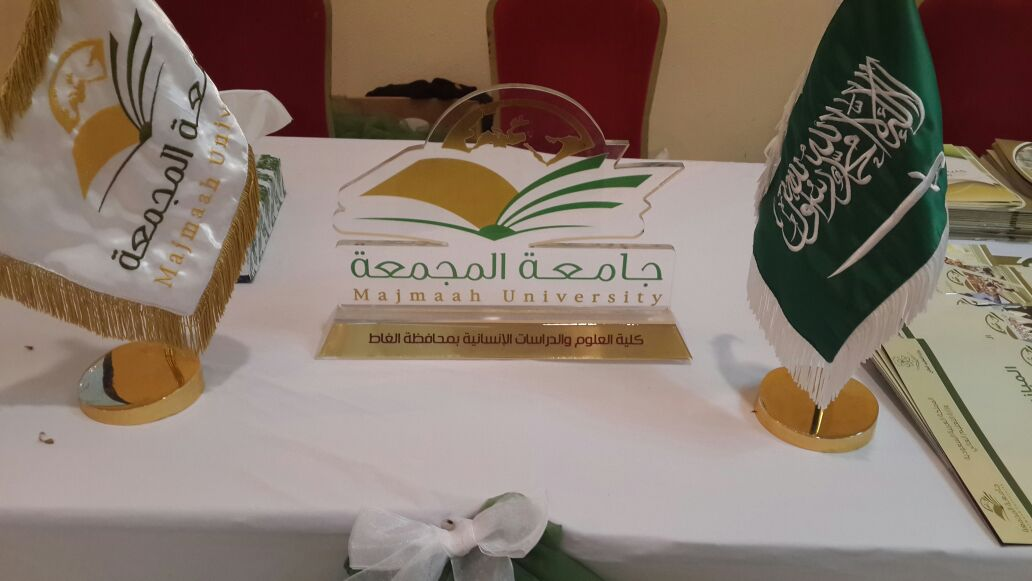 جامعة المجمعة
Majmaah University
كلية العلوم والدراسات الإنسانية بمحافظة الغاط
جامعة المجمعة
Majmaah Univ
لا إله إلا الله محمد رسول الله